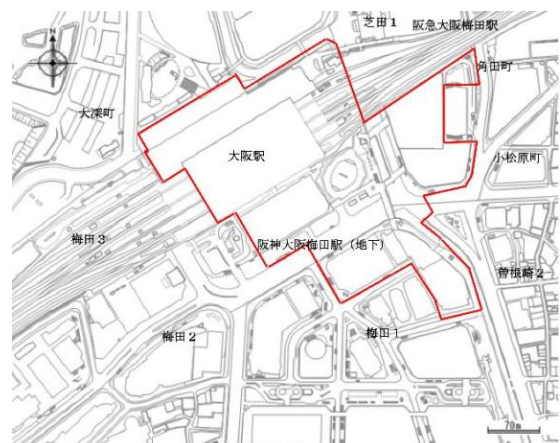 芝田1
阪急大阪梅田駅
N
角田町
大深町
大阪駅
小松原町
梅田3
阪神大阪梅田駅（地下）
曽根崎2
梅田2
梅田1
70m